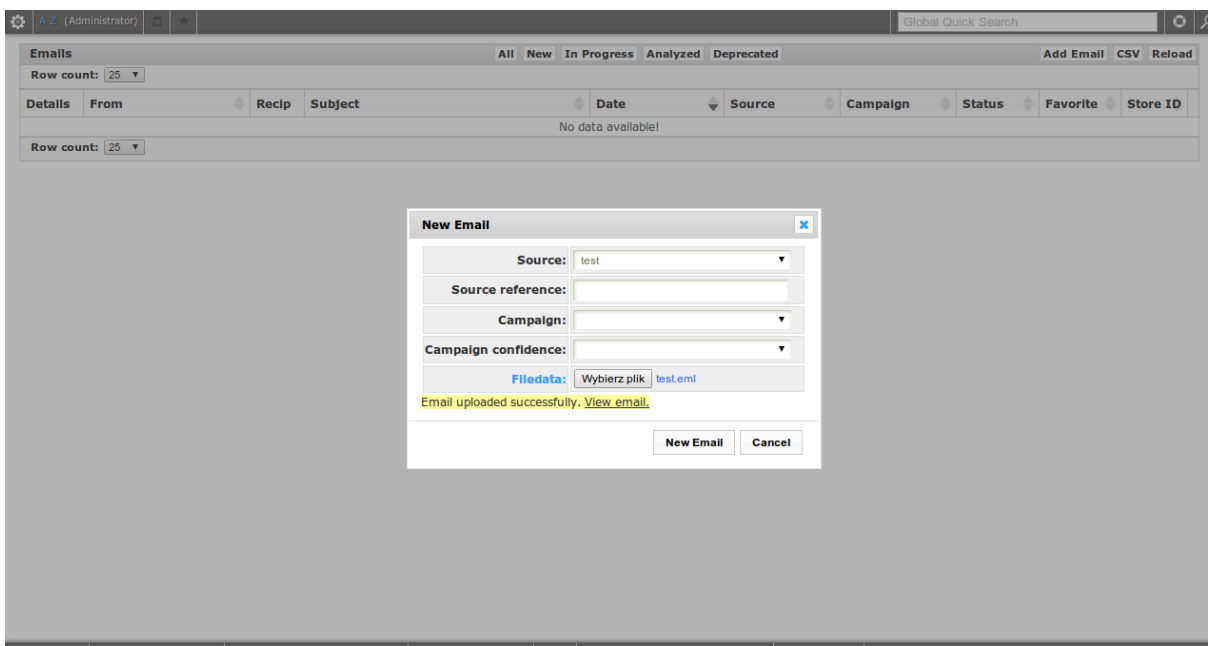 A Z (Administrator) Global Quick Search
Emails All New In Progress Analyzed Deprecated Add Email CSV Reload
Row count: 25
Details From Recip Subject Date Source Campaign Status Favorite Store ID
No data available!
Row count: 25
New Email
Source: test
Source reference:
Campaign:
Campaign confidence:
Filedata: Wybierz plik test.eml
Email uploaded successfully. View email.
New Email Cancel